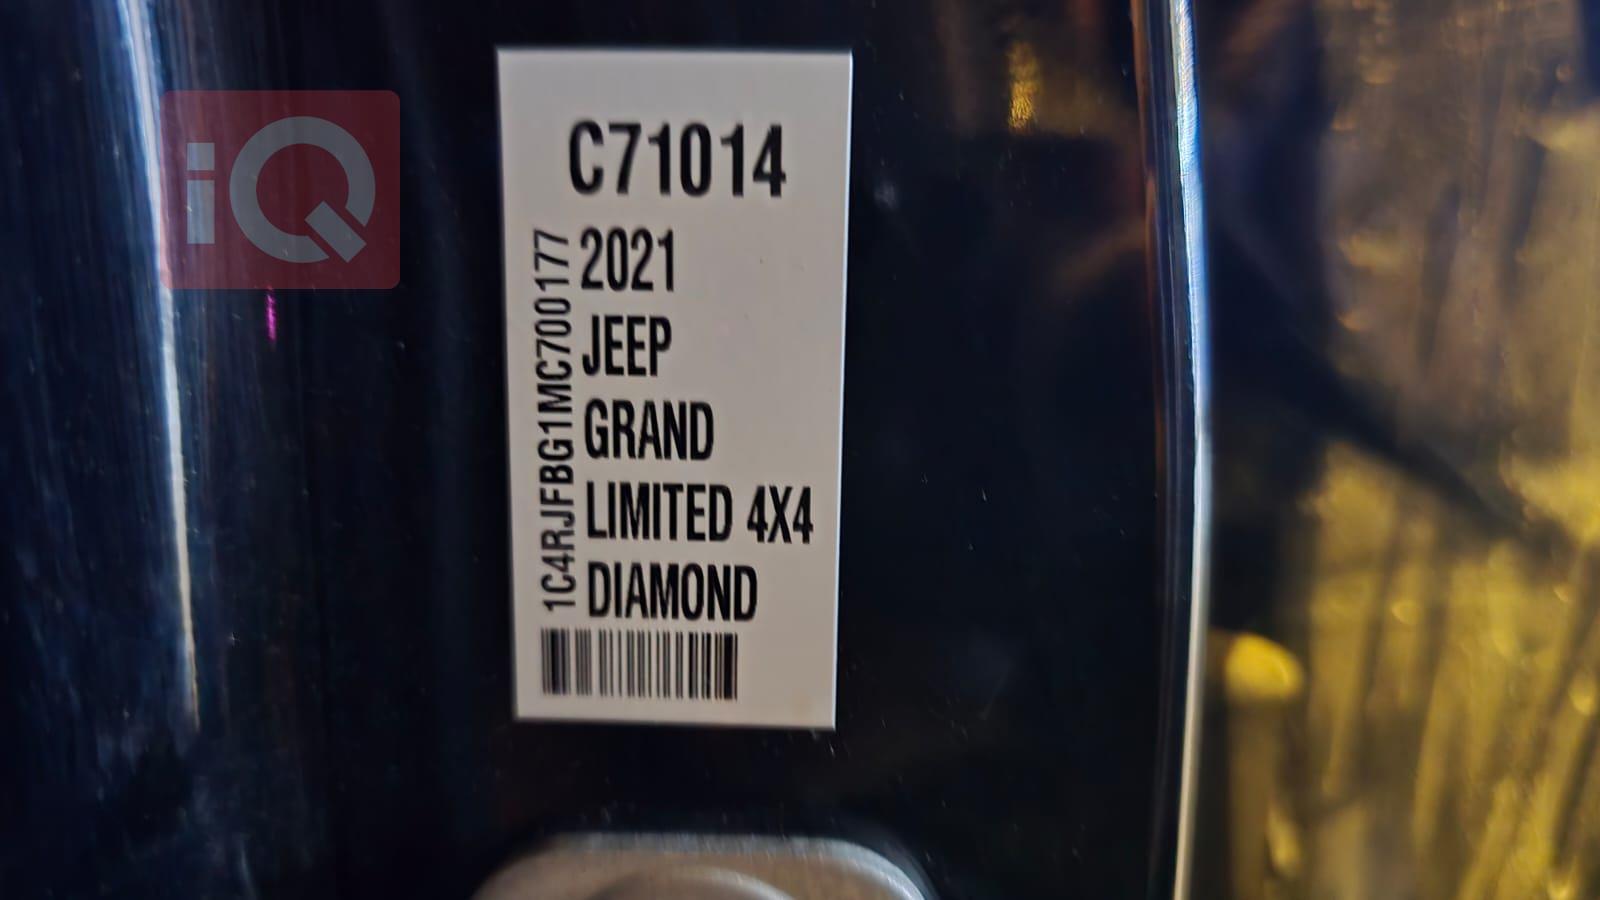 iQ
C71014
1C4RJFBG1MC700177
2021
JEEP
GRAND
LIMITED 4X4
DIAMOND